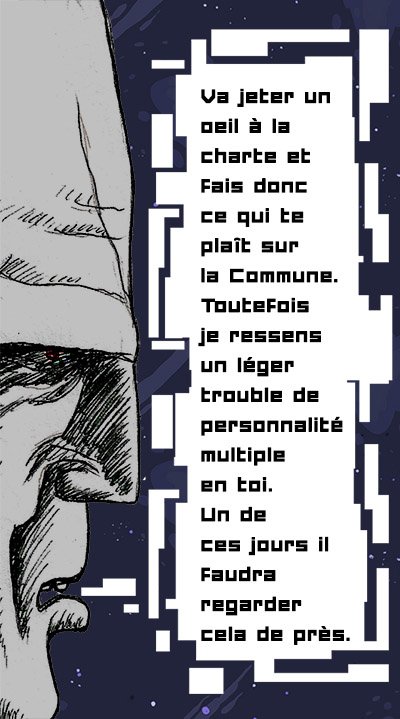 Va jeter un
oeil à la
charte et
fais donc
ce qui te
plaît sur
la Commune.
Toutefois
je ressens
un léger
trouble de
personnalité
multiple
en toi.
Un de
ces jours il
faudra
regarder
cela de près.